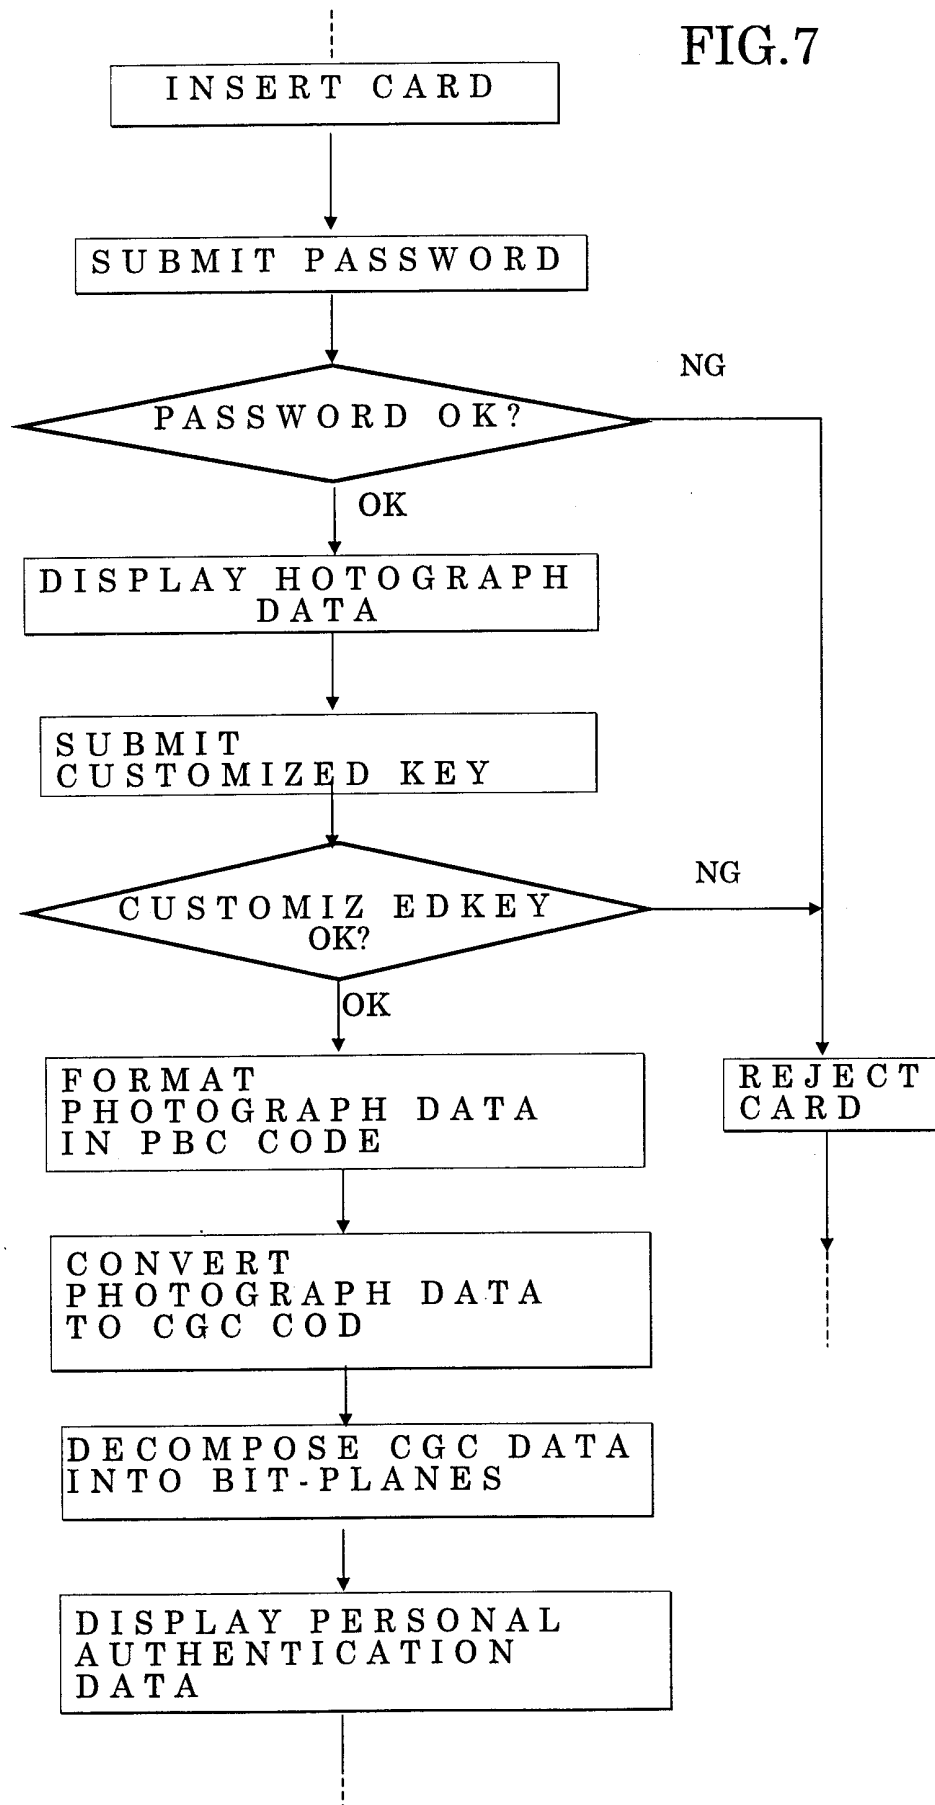 FIG.7
INSERT CARD
SUBMIT PASSWORD
PASSWORD OK?
NG
OK
DISPLAY HOTOGRAPH
DATA
SUBMIT
CUSTOMIZED KEY
CUSTOMIZ EDKEY
OK?
NG
OK
FORMAT
PHOTOGRAPH DATA
IN PBC CODE
REJECT
CARD
CONVERT
PHOTOGRAPH DATA
TO CGC COD
DECOMPOSE CGC DATA
INTO BIT-PLANES
DISPLAY PERSONAL
AUTHENTICATION
DATA